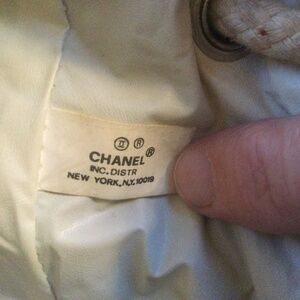 ®
CHANEL®
INC. DISTR
NEW YORK, N.Y. 10019